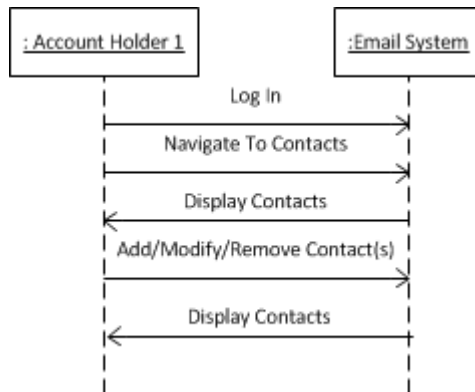 : Account Holder 1
:Email System
Log In
Navigate To Contacts
Display Contacts
Add/Modify/Remove Contact(s)
Display Contacts